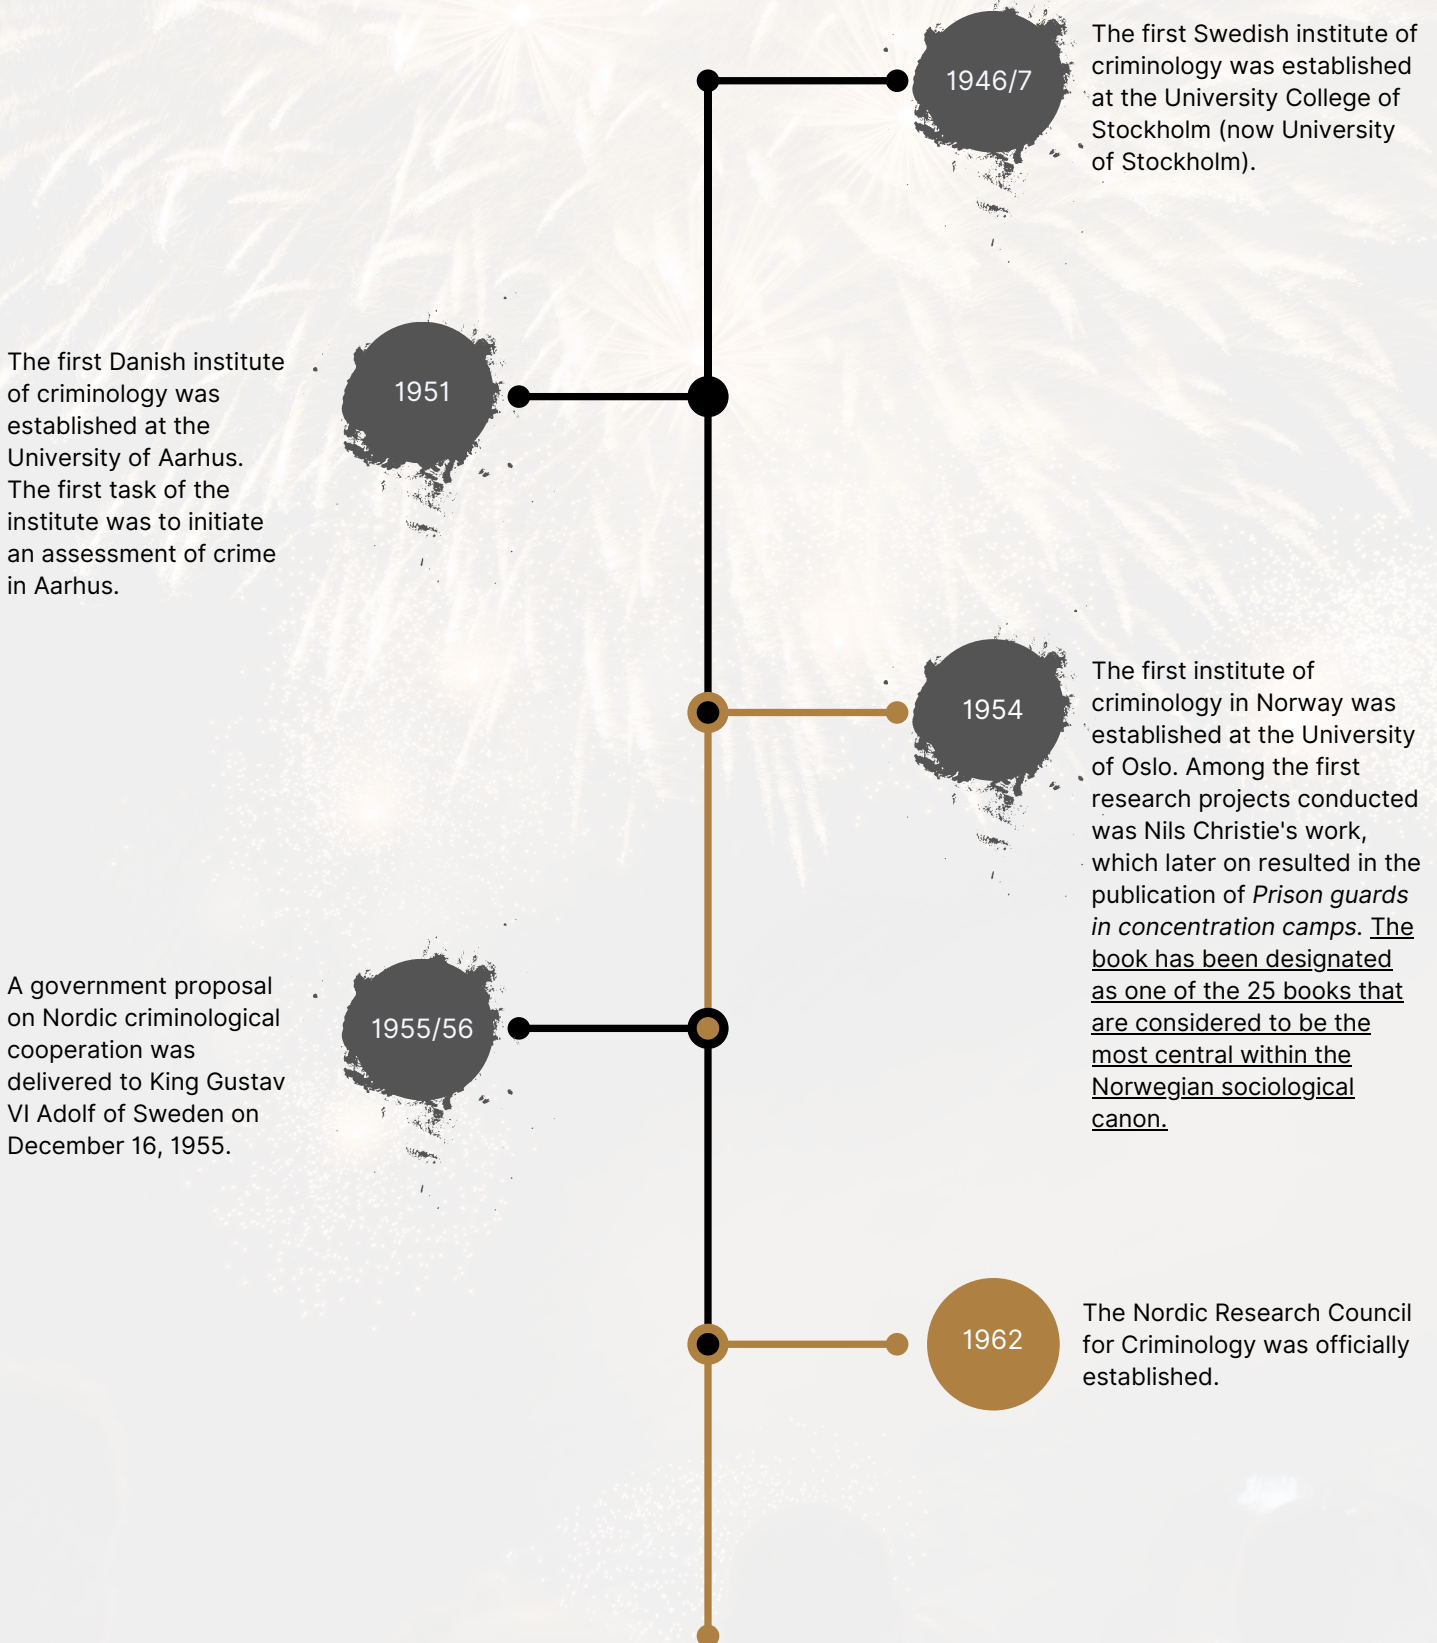 1946/7
The first Swedish institute of
criminology was established
at the University College of
Stockholm (now University
of Stockholm).
1951
The first Danish institute
of criminology was
established at the
University of Aarhus.
The first task of the
institute was to initiate
an assessment of crime
in Aarhus.
1954
The first institute of
criminology in Norway was
established at the University
of Oslo. Among the first
research projects conducted
was Nils Christie's work,
which later on resulted in the
publication of Prison guards
in concentration camps. The
book has been designated
as one of the 25 books that
are considered to be the
most central within the
Norwegian sociological
canon.
1955/56
A government proposal
on Nordic criminological
cooperation was
delivered to King Gustav
VI Adolf of Sweden on
December 16, 1955.
1962
The Nordic Research Council
for Criminology was officially
established.